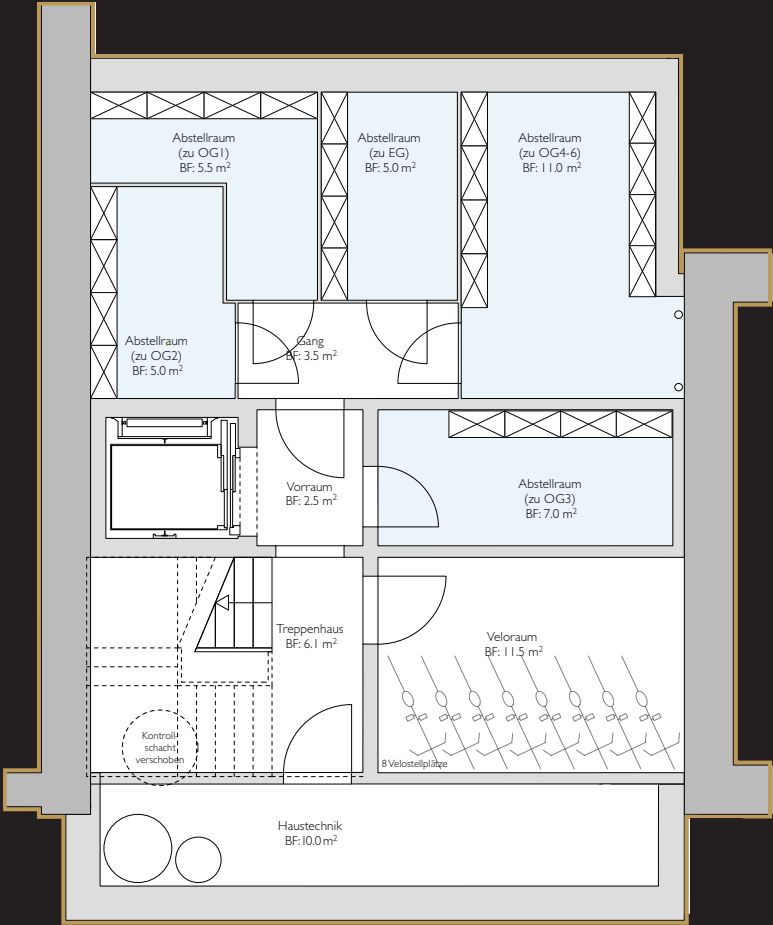 Abstellraum
(zu OG1)
BF: 5.5 m²
Abstellraum
(zu EG)
BF: 5.0 m²
Abstellraum
(zu OG4-6)
BF: 11.0 m²
Abstellraum
(zu OG2)
BF: 5.0 m²
Gang
BF: 3.5 m²
Vorraum
BF: 2.5 m²
Abstellraum
(zu OG3)
BF: 7.0 m²
Treppenhaus
BF: 6.1 m²
Veloraum
BF: 11.5 m²
Kontroll-
schacht
verschoben
8 Velostellplätze
Haustechnik
BF: 10.0 m²